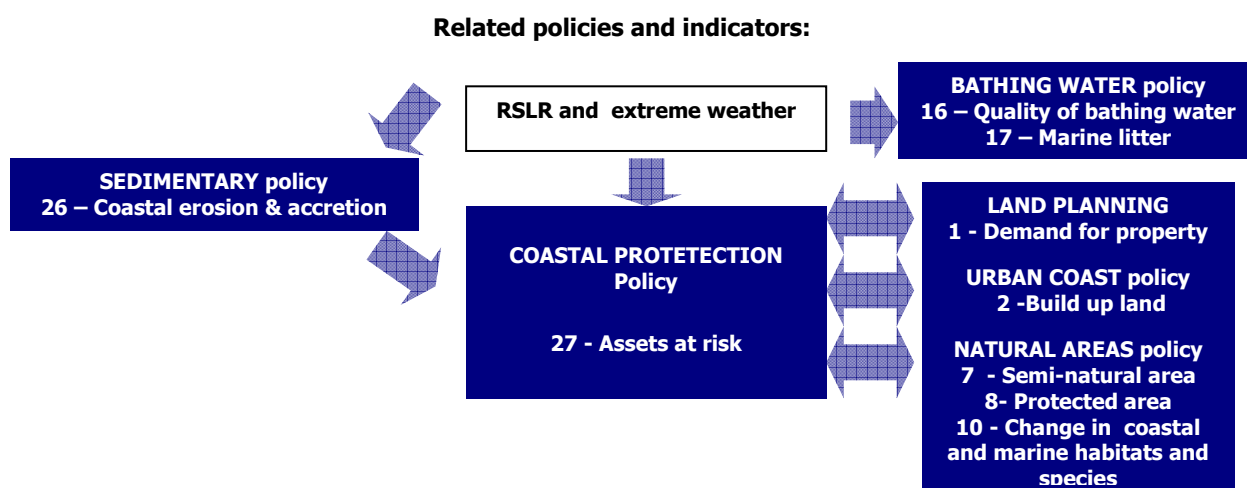 Related policies and indicators:
RSLR and  extreme weather
BATHING WATER policy
16 – Quality of bathing water
17 – Marine litter
SEDIMENTARY policy
26 – Coastal erosion & accretion
COASTAL PROTETECTION
Policy
27 - Assets at risk
LAND PLANNING
1 - Demand for property
URBAN COAST policy
2 -Build up land
NATURAL AREAS policy
7  - Semi-natural area
8- Protected area
10 - Change in  coastal
and marine habitats and
species